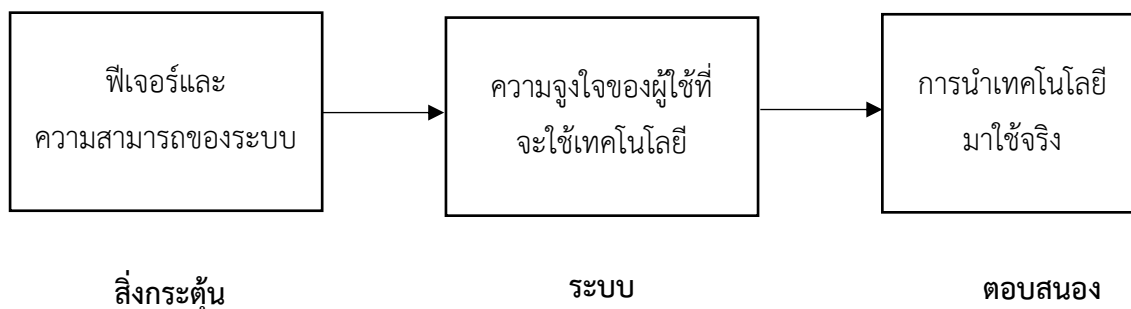 ฟีเจอร์และ
ความสามารถของระบบ
ความจูงใจของผู้ใช้ที่
จะใช้เทคโนโลยี
การนำเทคโนโลยี
มาใช้จริง
สิ่งกระตุ้น
ระบบ
ตอบสนอง